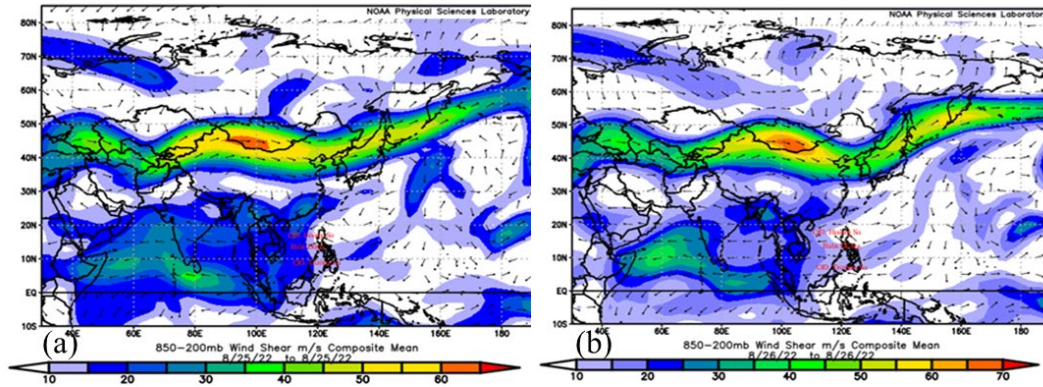 NOAA Physical Sciences Laboratory
80N
70N
60N
50N
40N
30N
20N
10N
EQ
10S
60E 80E 100E 120E 140E 160E 180
(a)
850-200mb Wind Shear m/s Composite Mean
8/25/22 to 8/25/22
10 20 30 40 50 60
NOAA Physical Sciences Laborator
80N
70N
60N
50N
40N
30N
20N
10N
EQ
10S
60E 80E 100E 120E 140E 160E 180
(b)
850-200mb Wind Shear m/s Composite Mean
8/26/22 to 8/26/22
10 20 30 40 50 60 70